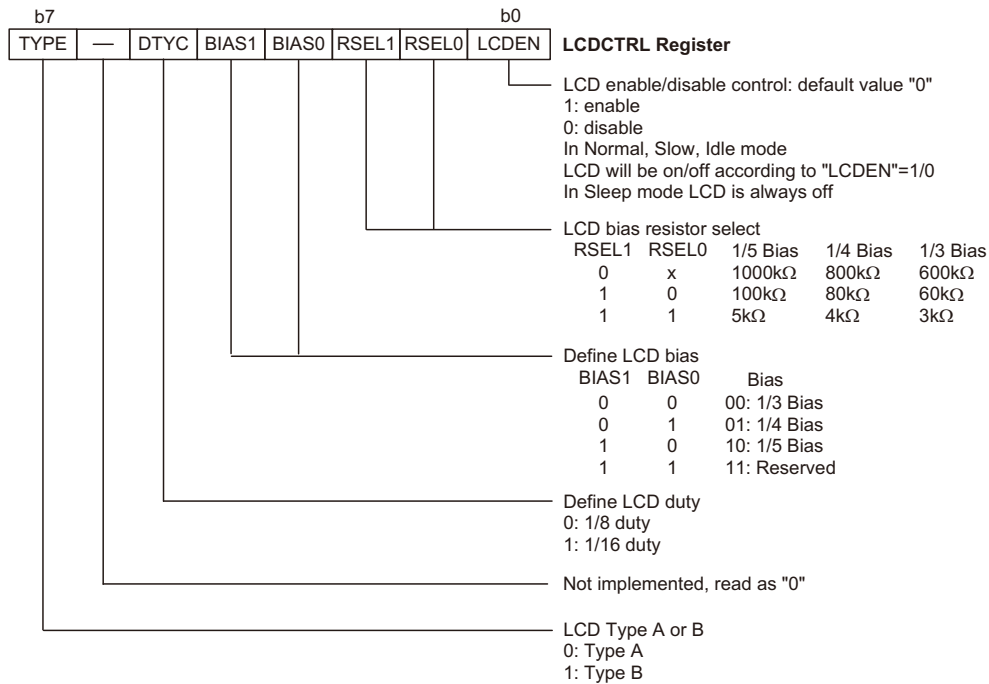 b7 b0
TYPE — DTYC BIAS1 BIAS0 RSEL1 RSEL0 LCDEN LCDCTRL Register
LCD enable/disable control: default value "0"
1: enable
0: disable
In Normal, Slow, Idle mode
LCD will be on/off according to "LCDEN"=1/0
In Sleep mode LCD is always off
LCD bias resistor select
RSEL1 RSEL0 1/5 Bias 1/4 Bias 1/3 Bias
0 x 1000kΩ 800kΩ 600kΩ
1 0 100kΩ 80kΩ 60kΩ
1 1 5kΩ 4kΩ 3kΩ
Define LCD bias
BIAS1 BIAS0 Bias
0 0 00: 1/3 Bias
0 1 01: 1/4 Bias
1 0 10: 1/5 Bias
1 1 11: Reserved
Define LCD duty
0: 1/8 duty
1: 1/16 duty
Not implemented, read as "0"
LCD Type A or B
0: Type A
1: Type B